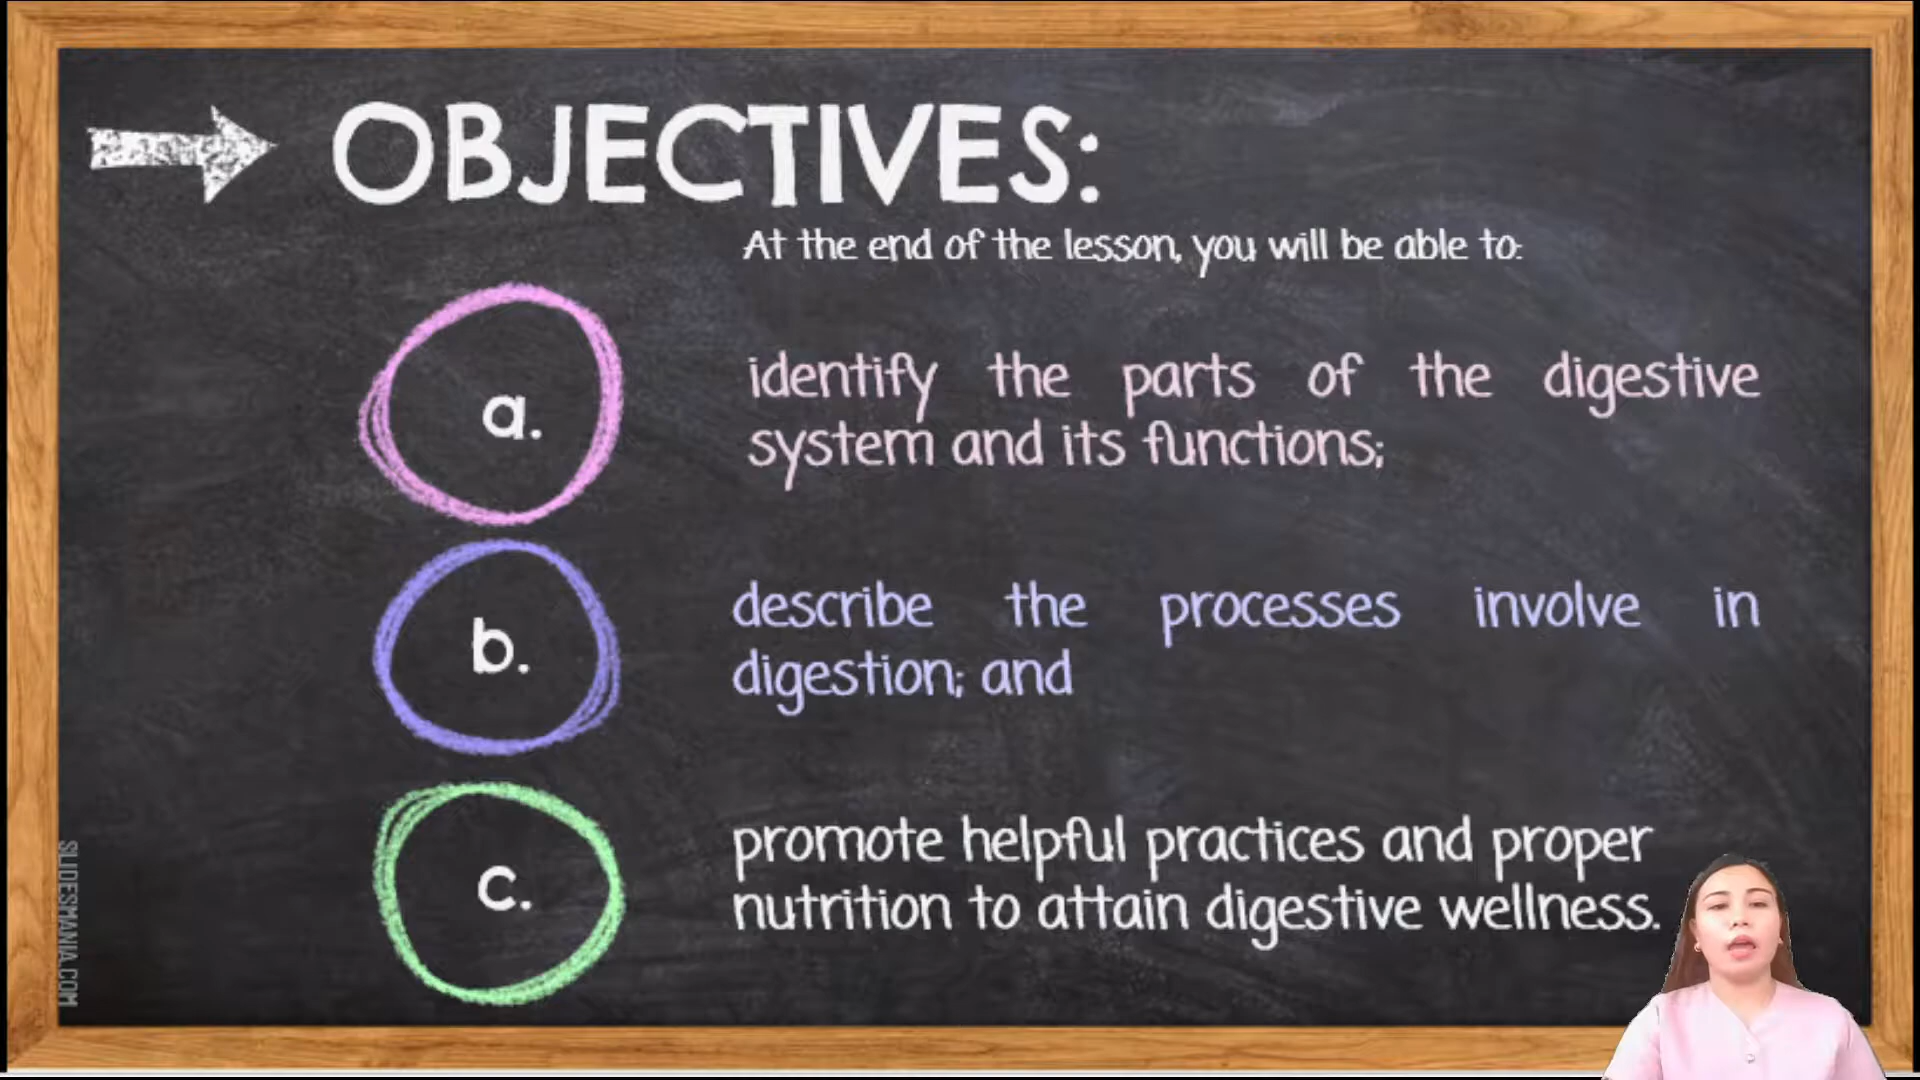 OBJECTIVES:
At the end of the lesson, you will be able to:
a.
identify the parts of the digestive
system and its functions;
b.
describe the processes involve in
digestion; and
c.
promote helpful practices and proper
nutrition to attain digestive wellness.
SLIDESMANIA.COM